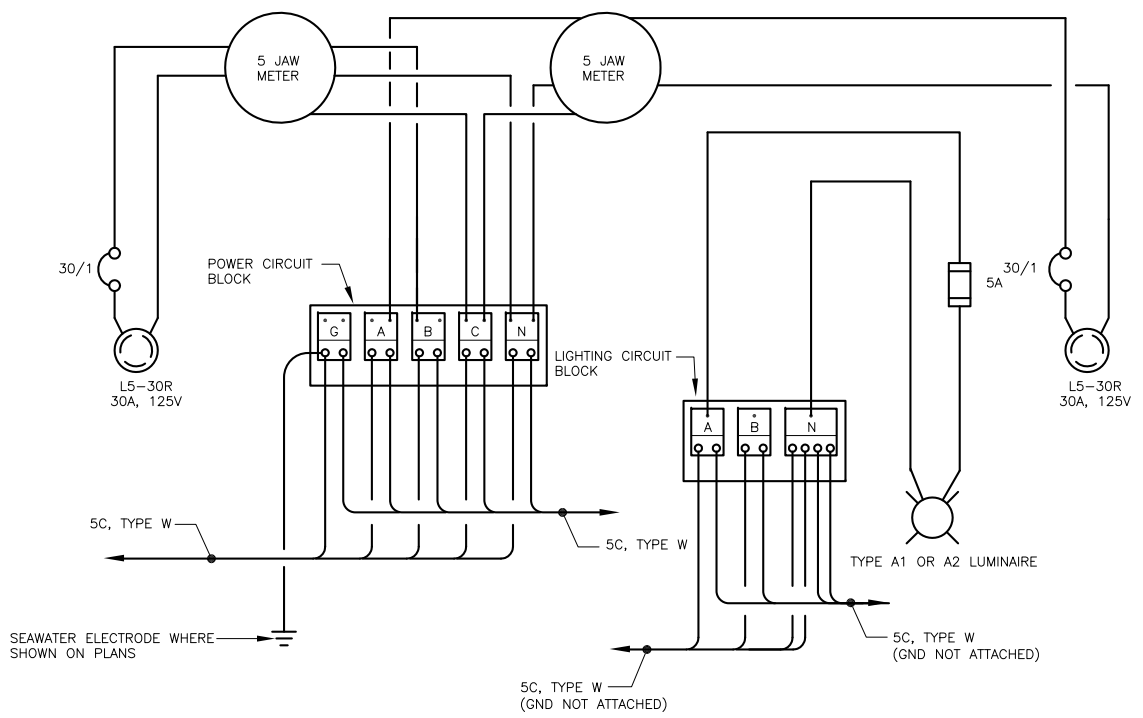 5 JAW
METER
5 JAW
METER
30/1
POWER CIRCUIT
BLOCK
5A
30/1
G
A
B
C
N
LIGHTING CIRCUIT
BLOCK
L5-30R
30A, 125V
L5-30R
30A, 125V
A
B
N
5C, TYPE W
5C, TYPE W
TYPE A1 OR A2 LUMINAIRE
SEAWATER ELECTRODE WHERE
SHOWN ON PLANS
5C, TYPE W
(GND NOT ATTACHED)
5C, TYPE W
(GND NOT ATTACHED)